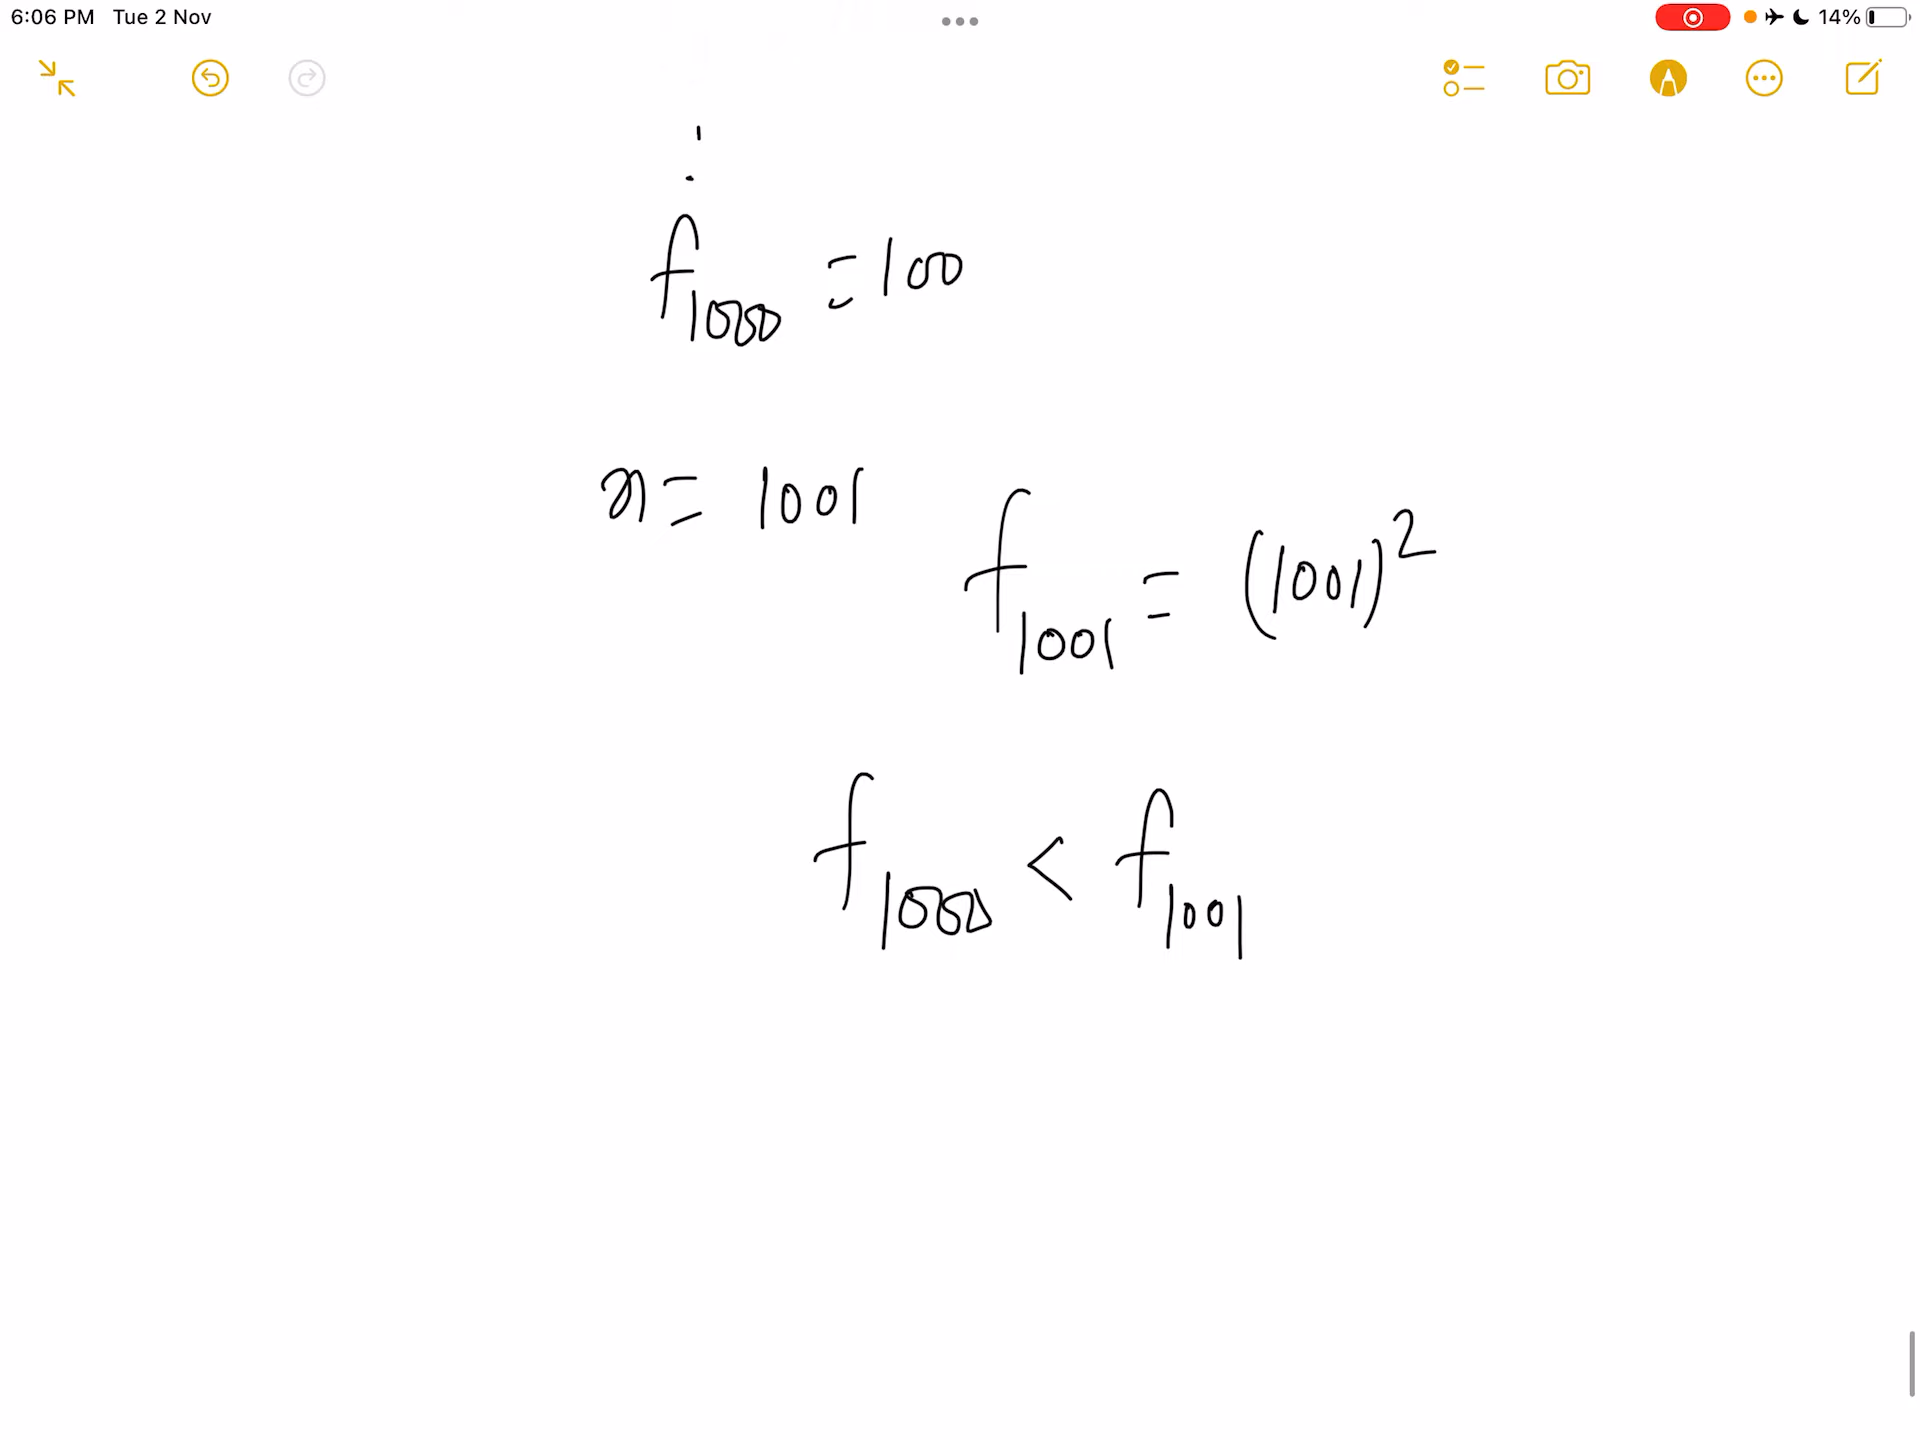 6:06 PM Tue 2 Nov 14%
f₁₀₀₀ = 100
n = 1001
f₁₀₀₁ = (1001)²
f₁₀₀₀ < f₁₀₀₁